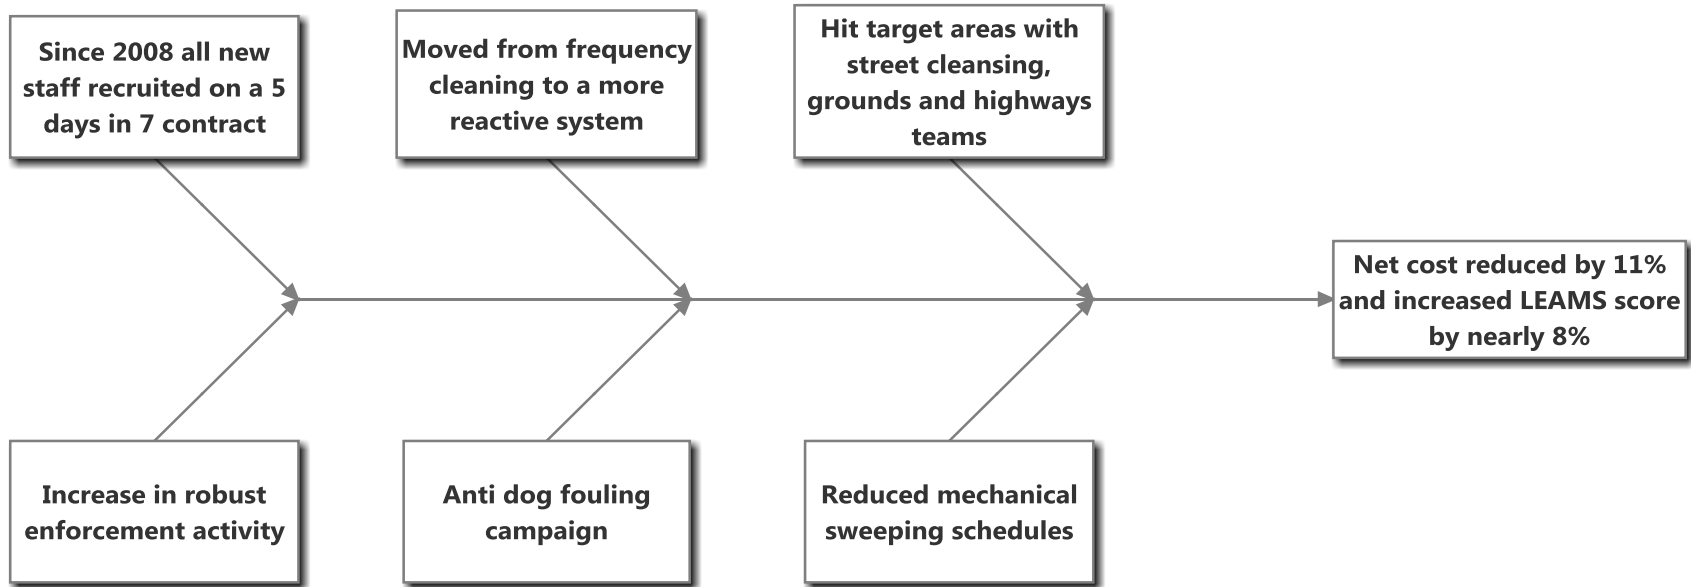 Since 2008 all new
staff recruited on a 5
days in 7 contract
Moved from frequency
cleaning to a more
reactive system
Hit target areas with
street cleansing,
grounds and highways
teams
Net cost reduced by 11%
and increased LEAMS score
by nearly 8%
Increase in robust
enforcement activity
Anti dog fouling
campaign
Reduced mechanical
sweeping schedules